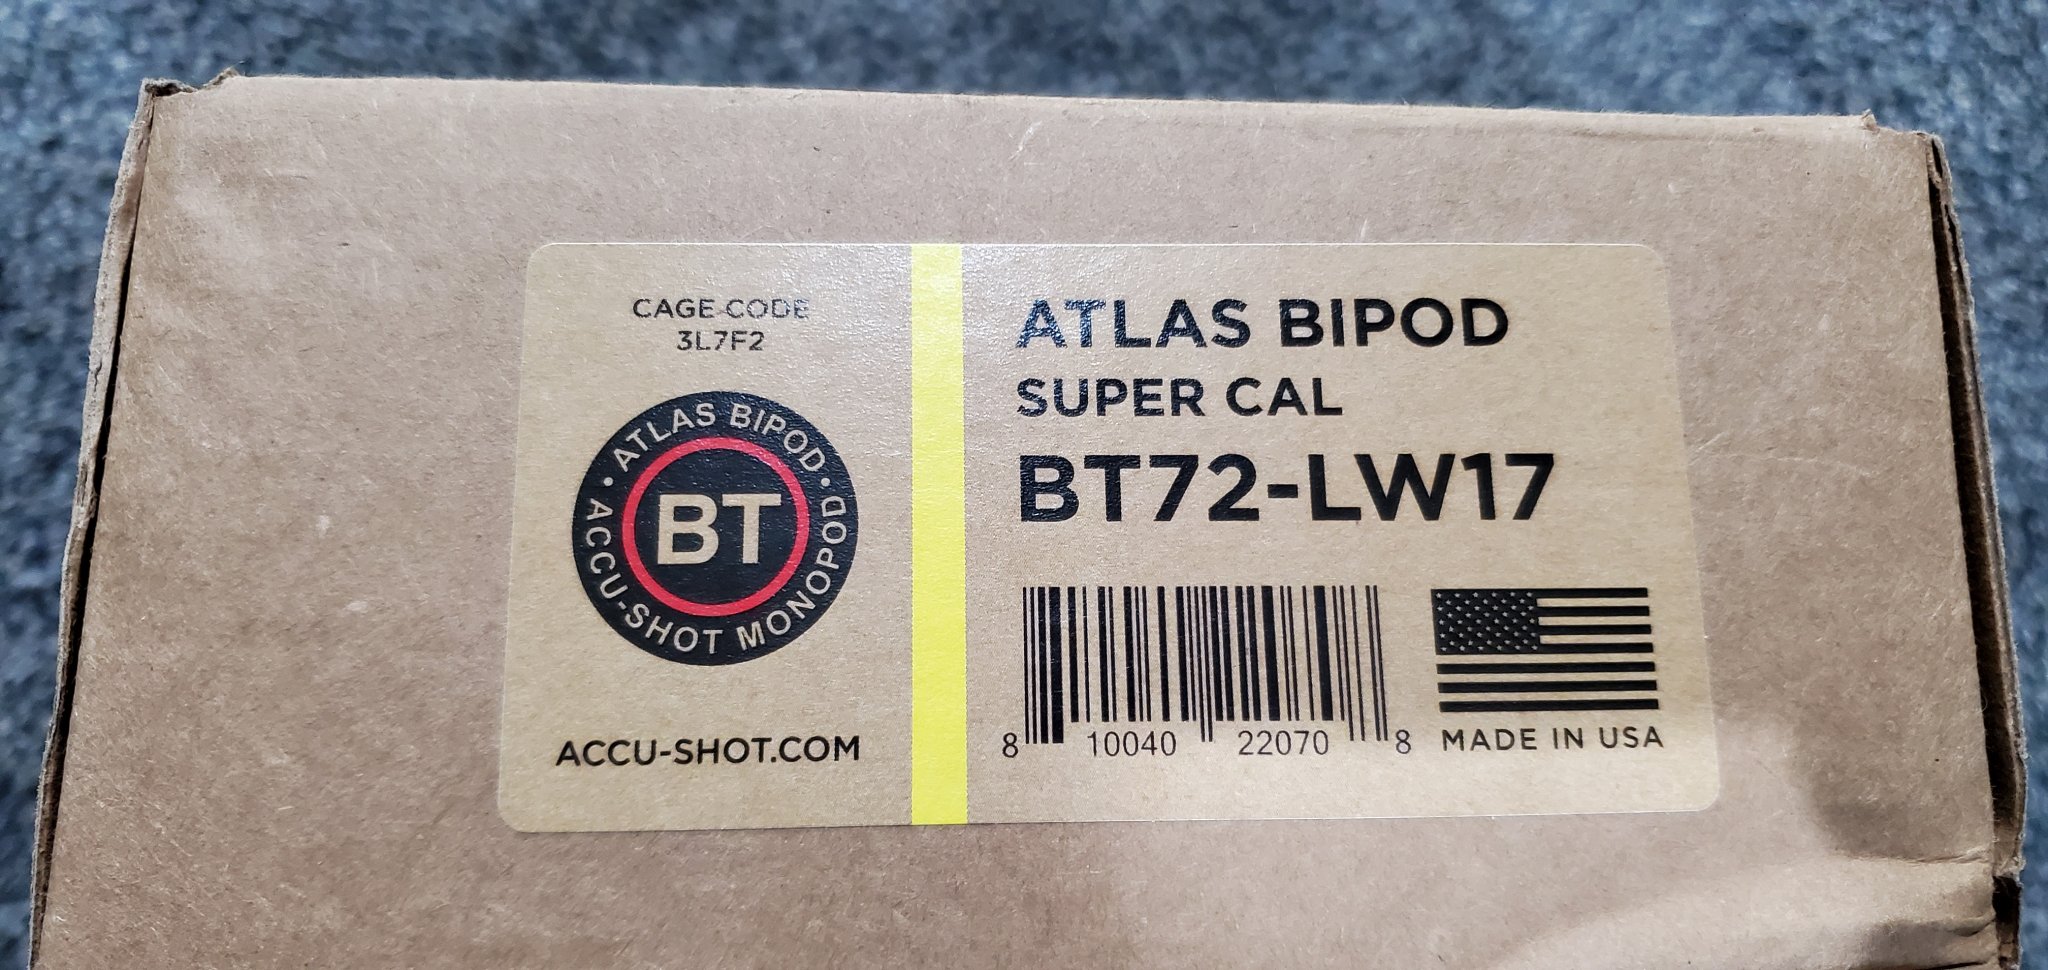 CAGE CODE
3L7F2
• ATLAS BIPOD •
ACCU-SHOT MONOPOD
BT
ACCU-SHOT.COM
ATLAS BIPOD
SUPER CAL
BT72-LW17
8 10040 22070 8
MADE IN USA